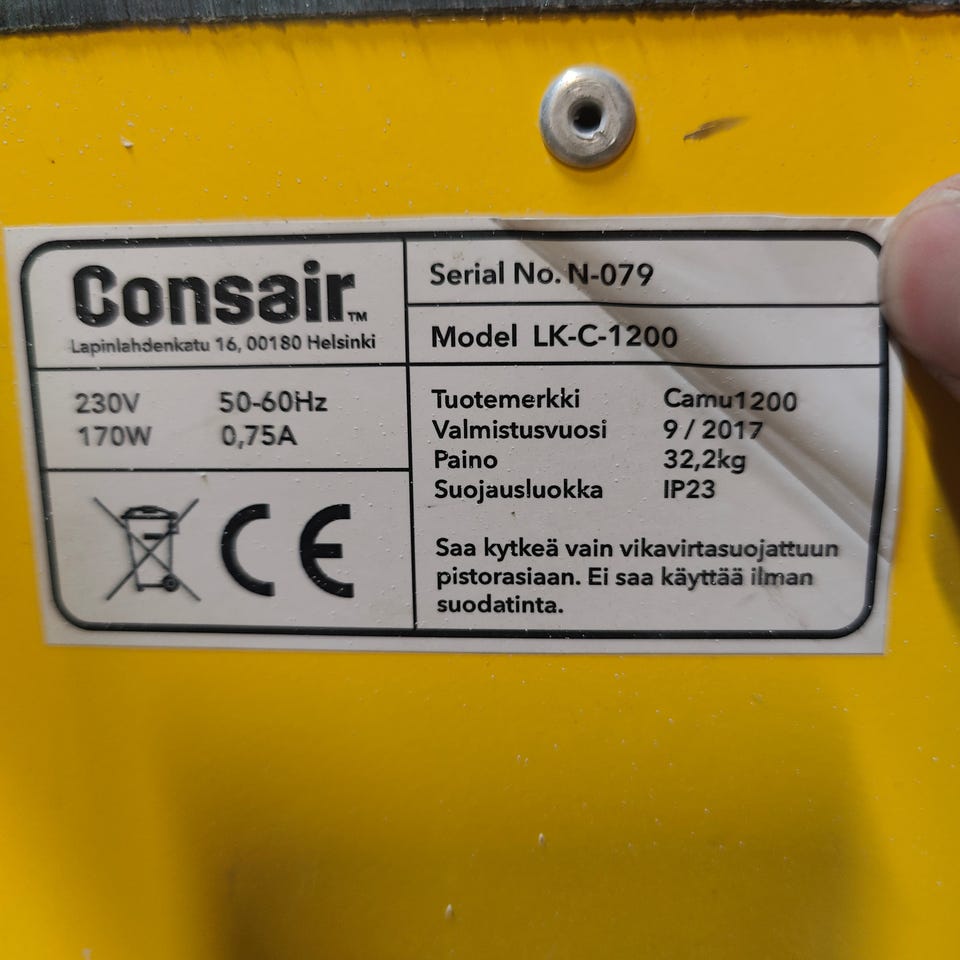 Consair™
Lapinlahdenkatu 16, 00180 Helsinki
Serial No. N-079
Model LK-C-1200
230V 50-60Hz
170W 0,75A
CE
Tuotemerkki Camu1200
Valmistusvuosi 9 / 2017
Paino 32,2kg
Suojausluokka IP23
Saa kytkeä vain vikavirtasuojattuun
pistorasiaan. Ei saa käyttää ilman
suodatinta.